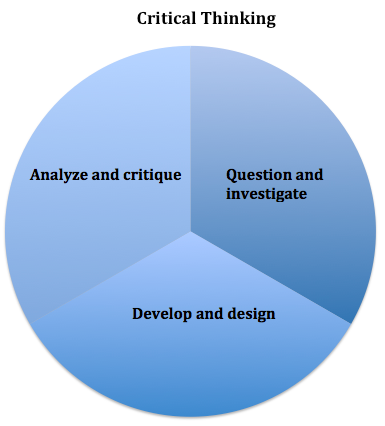 Critical Thinking
Analyze and critique
Question and
investigate
Develop and design